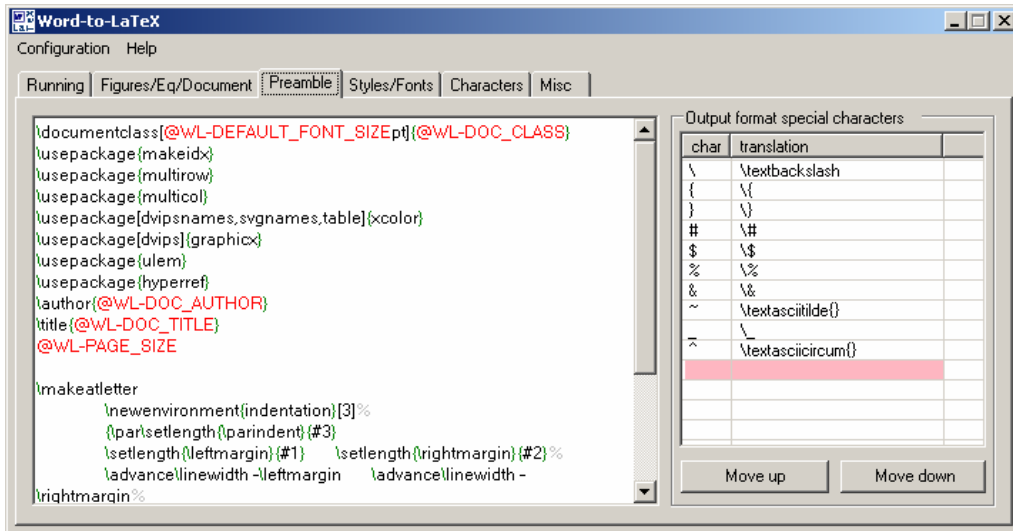 Word-to-LaTeX
Configuration Help
Running Figures/Eq/Document Preamble Styles/Fonts Characters Misc
\documentclass[@WL-DEFAULT_FONT_SIZEpt]{@WL-DOC_CLASS}
\usepackage{makeidx}
\usepackage{multirow}
\usepackage{multicol}
\usepackage[dvipsnames,svgnames,table]{xcolor}
\usepackage[dvips]{graphicx}
\usepackage{ulem}
\usepackage{hyperref}
\author{@WL-DOC_AUTHOR}
\title{@WL-DOC_TITLE}
@WL-PAGE_SIZE
\makeatletter
\newenvironment{indentation}[3]%
{\par\setlength{\parindent}{#3}
\setlength{\leftmargin}{#1} \setlength{\rightmargin}{#2}%
\advance\linewidth -\leftmargin \advance\linewidth -
\rightmargin%
Output format special characters
char translation
\ \textbackslash
{ \{
} \}
# \#
$ \$
% \%
& \&
~ \textasciitilde{}
_ \_
^ \textasciicircum{}
Move up Move down